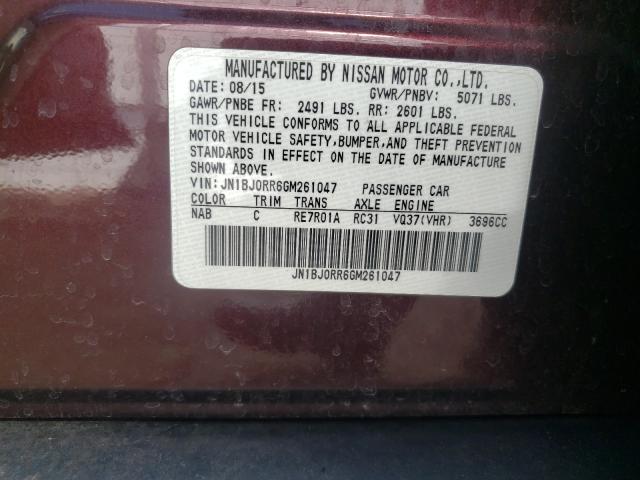 MANUFACTURED BY NISSAN MOTOR CO.,LTD.
DATE: 08/15 GVWR/PNBV: 5071 LBS.
GAWR/PNBE FR: 2491 LBS. RR: 2601 LBS.
THIS VEHICLE CONFORMS TO ALL APPLICABLE FEDERAL
MOTOR VEHICLE SAFETY,BUMPER,AND THEFT PREVENTION
STANDARDS IN EFFECT ON THE DATE OF MANUFACTURE
SHOWN ABOVE.
VIN:JN1BJ0RR6GM261047 PASSENGER CAR
COLOR TRIM TRANS AXLE ENGINE
NAB C RE7R01A RC31 VQ37(VHR) 3696CC
JN1BJ0RR6GM261047